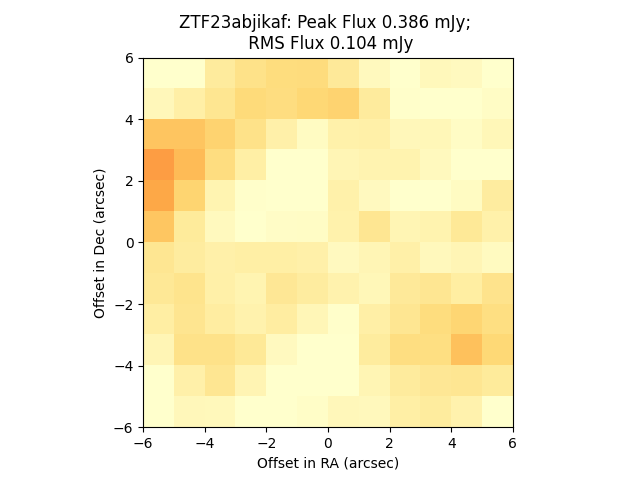 ZTF23abjikaf: Peak Flux 0.386 mJy;
RMS Flux 0.104 mJy
6
4
2
0
−2
−4
−6
Offset in Dec (arcsec)
−6 −4 −2 0 2 4 6
Offset in RA (arcsec)